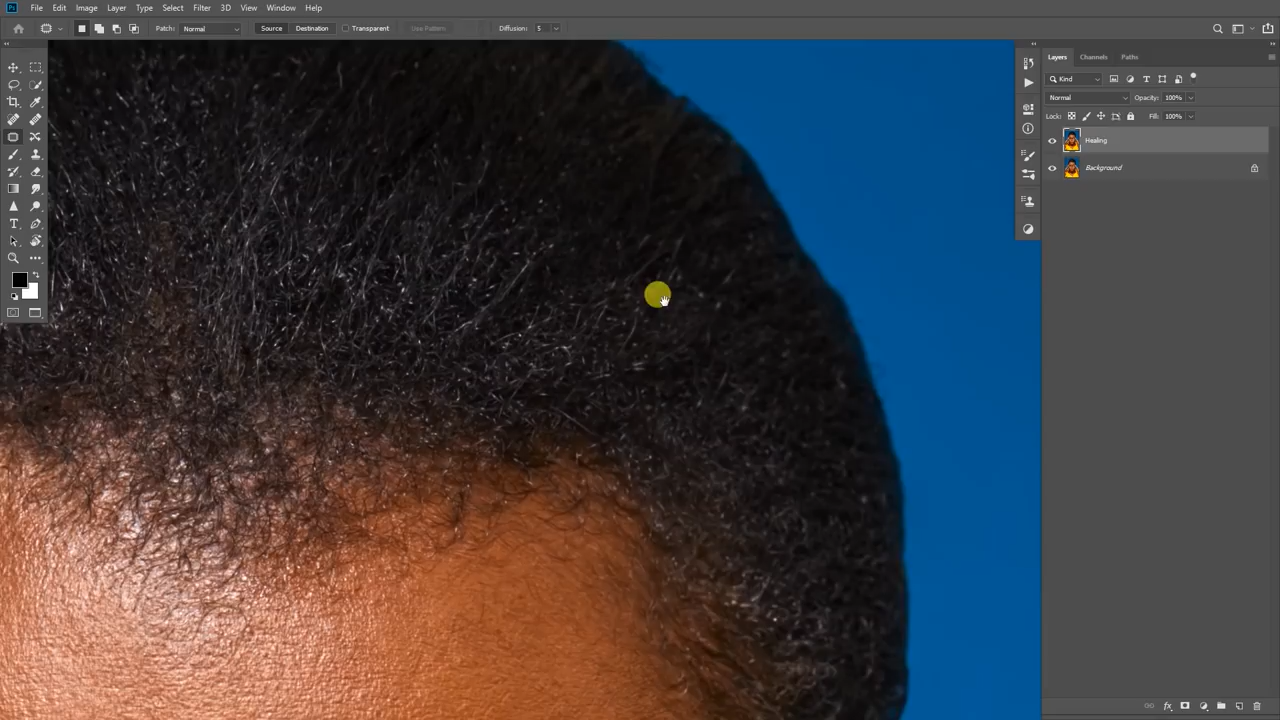 Ps File Edit Image Layer Type Select Filter 3D View Window Help
Patch: Normal Source Destination Transparent Use Pattern Diffusion: 5
Layers Channels Paths
Kind
Normal Opacity: 100%
Lock: Fill: 100%
Healing
Background